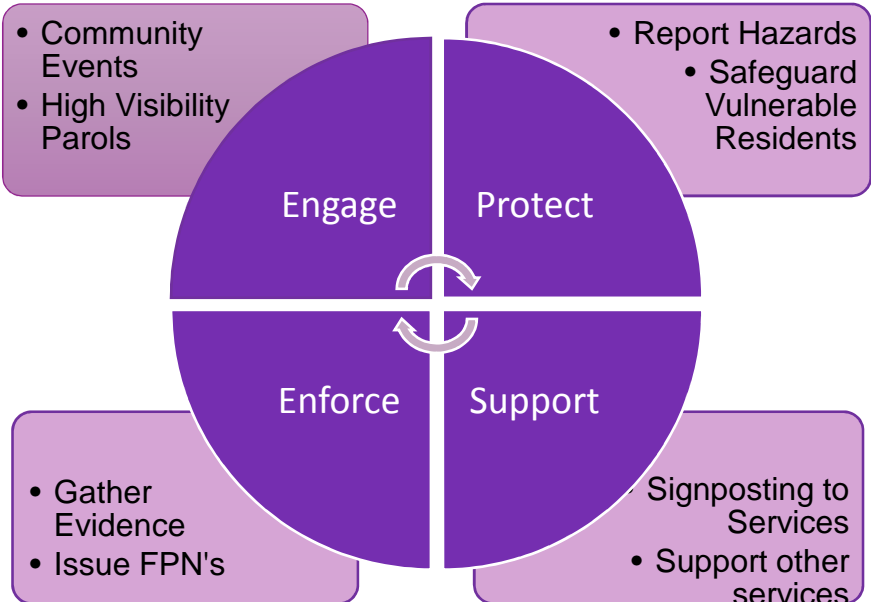 • Community
Events
• High Visibility
Parols
• Report Hazards
• Safeguard
Vulnerable
Residents
Engage
Protect
Enforce
Support
• Gather
Evidence
• Issue FPN's
• Signposting to
Services
• Support other
services